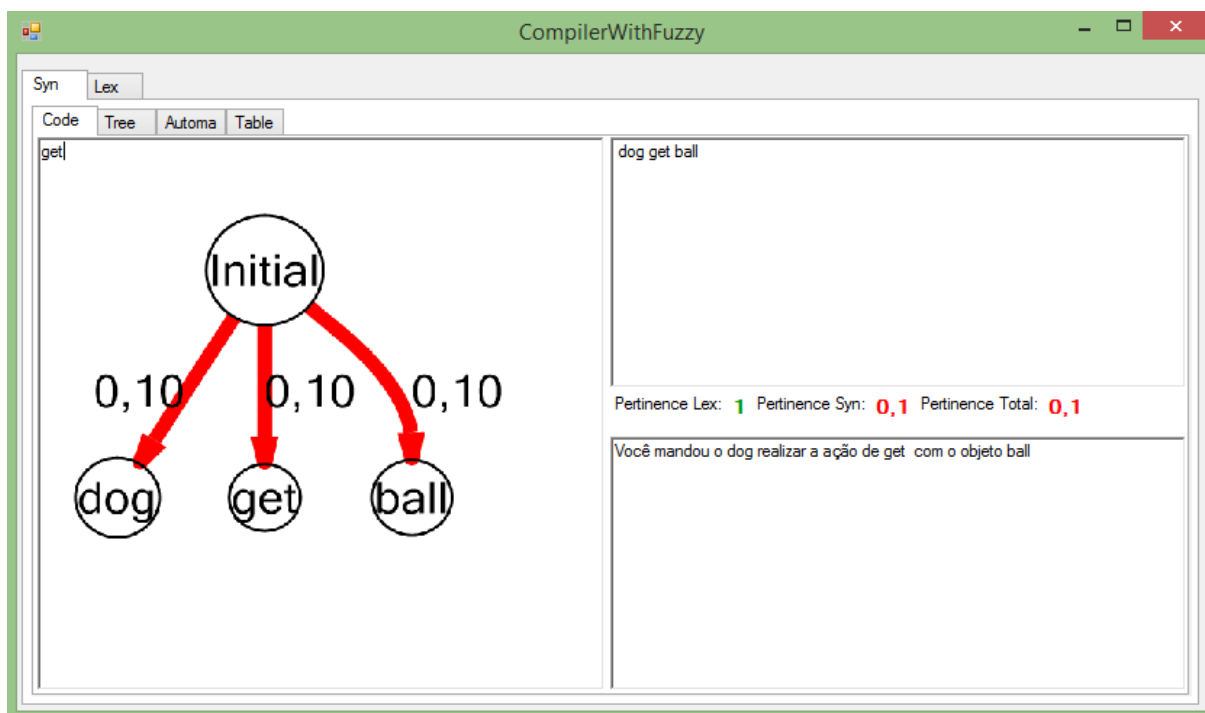 CompilerWithFuzzy
Syn Lex
Code Tree Automa Table
get
Initial
0,10 0,10 0,10
dog get ball
dog get ball
Pertinence Lex: 1 Pertinence Syn: 0,1 Pertinence Total: 0,1
Você mandou o dog realizar a ação de get com o objeto ball